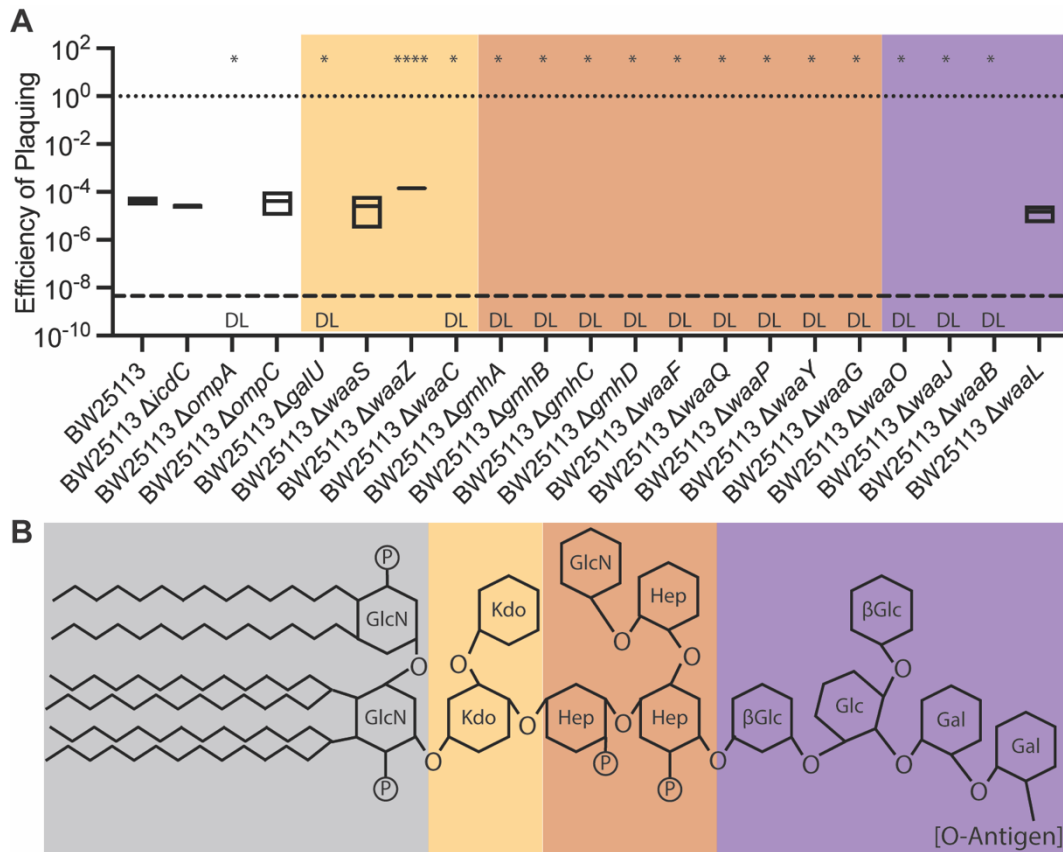 A
Efficiency of Plaquing
10²
10⁰
10⁻²
10⁻⁴
10⁻⁶
10⁻⁸
10⁻¹⁰
* * **** * * * * * * * * * * * * *
DL DL DL DL DL DL DL DL DL DL DL DL DL DL DL
BW25113
BW25113 ΔicdC
BW25113 ΔompA
BW25113 ΔompC
BW25113 ΔgalU
BW25113 ΔwaaS
BW25113 ΔwaaZ
BW25113 ΔwaaC
BW25113 ΔgmhA
BW25113 ΔgmhB
BW25113 ΔgmhC
BW25113 ΔgmhD
BW25113 ΔwaaF
BW25113 ΔwaaQ
BW25113 ΔwaaP
BW25113 ΔwaaY
BW25113 ΔwaaG
BW25113 ΔwaaO
BW25113 ΔwaaJ
BW25113 ΔwaaB
BW25113 ΔwaaL
B
P
GlcN
O
GlcN
P
O
Kdo
O
Kdo
O
GlcN
O
Hep
O
Hep
P
O
Hep
P
O
βGlc
O
βGlc
O
Glc
O
Gal
O
Gal
[O-Antigen]